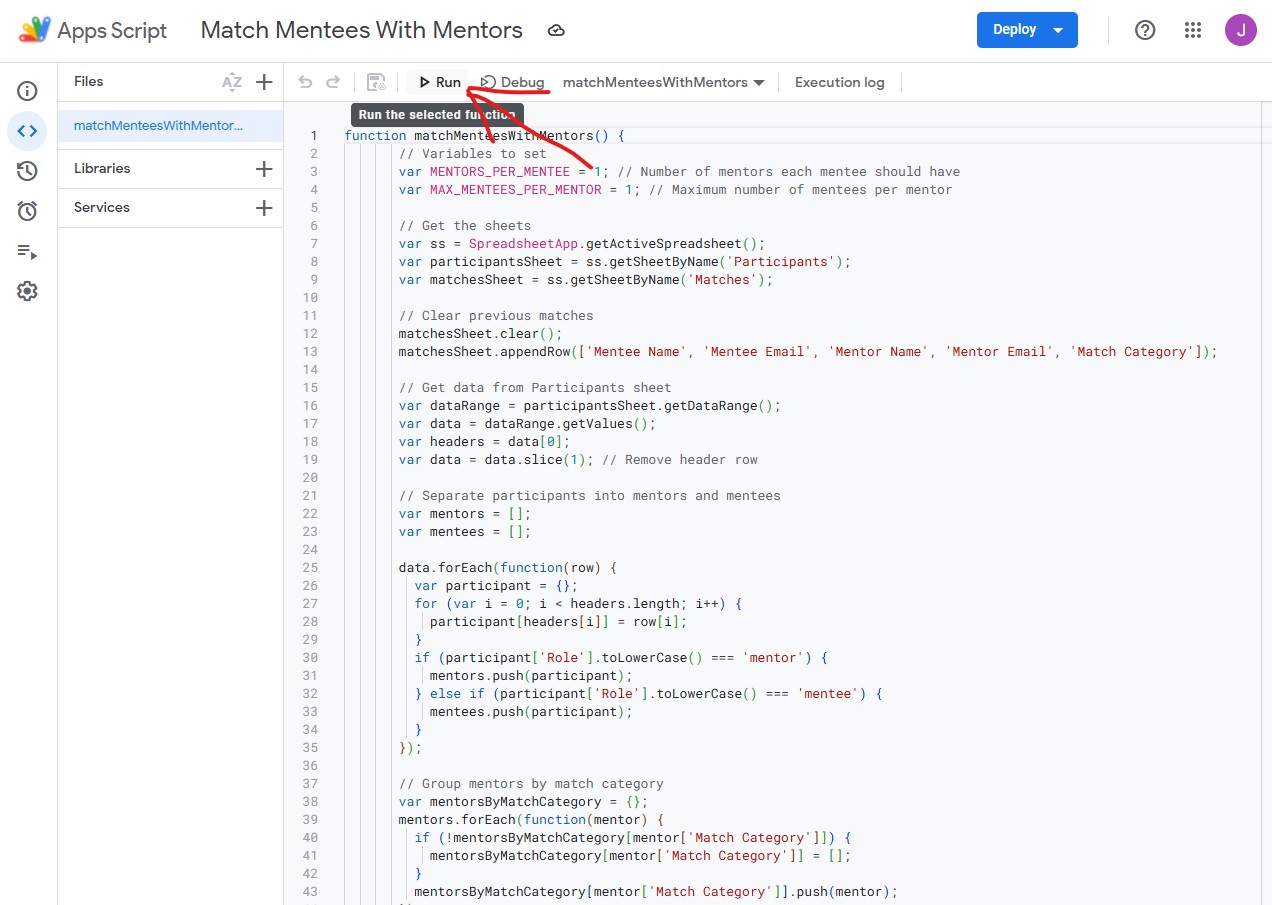 Apps Script
Match Mentees With Mentors
Deploy
J
Files
AZ
Run
Debug
matchMenteesWithMentors
Execution log
Run the selected function
matchMenteesWithMentor...
Libraries
Services
1 function matchMenteesWithMentors() {
2 // Variables to set
3 var MENTORS_PER_MENTEE = 1; // Number of mentors each mentee should have
4 var MAX_MENTEES_PER_MENTOR = 1; // Maximum number of mentees per mentor
5
6 // Get the sheets
7 var ss = SpreadsheetApp.getActiveSpreadsheet();
8 var participantsSheet = ss.getSheetByName('Participants');
9 var matchesSheet = ss.getSheetByName('Matches');
10
11 // Clear previous matches
12 matchesSheet.clear();
13 matchesSheet.appendRow(['Mentee Name', 'Mentee Email', 'Mentor Name', 'Mentor Email', 'Match Category']);
14
15 // Get data from Participants sheet
16 var dataRange = participantsSheet.getDataRange();
17 var data = dataRange.getValues();
18 var headers = data[0];
19 var data = data.slice(1); // Remove header row
20
21 // Separate participants into mentors and mentees
22 var mentors = [];
23 var mentees = [];
24
25 data.forEach(function(row) {
26 var participant = {};
27 for (var i = 0; i < headers.length; i++) {
28 participant[headers[i]] = row[i];
29 }
30 if (participant['Role'].toLowerCase() === 'mentor') {
31 mentors.push(participant);
32 } else if (participant['Role'].toLowerCase() === 'mentee') {
33 mentees.push(participant);
34 }
35 });
36
37 // Group mentors by match category
38 var mentorsByMatchCategory = {};
39 mentors.forEach(function(mentor) {
40 if (!mentorsByMatchCategory[mentor['Match Category']]) {
41 mentorsByMatchCategory[mentor['Match Category']] = [];
42 }
43 mentorsByMatchCategory[mentor['Match Category']].push(mentor);